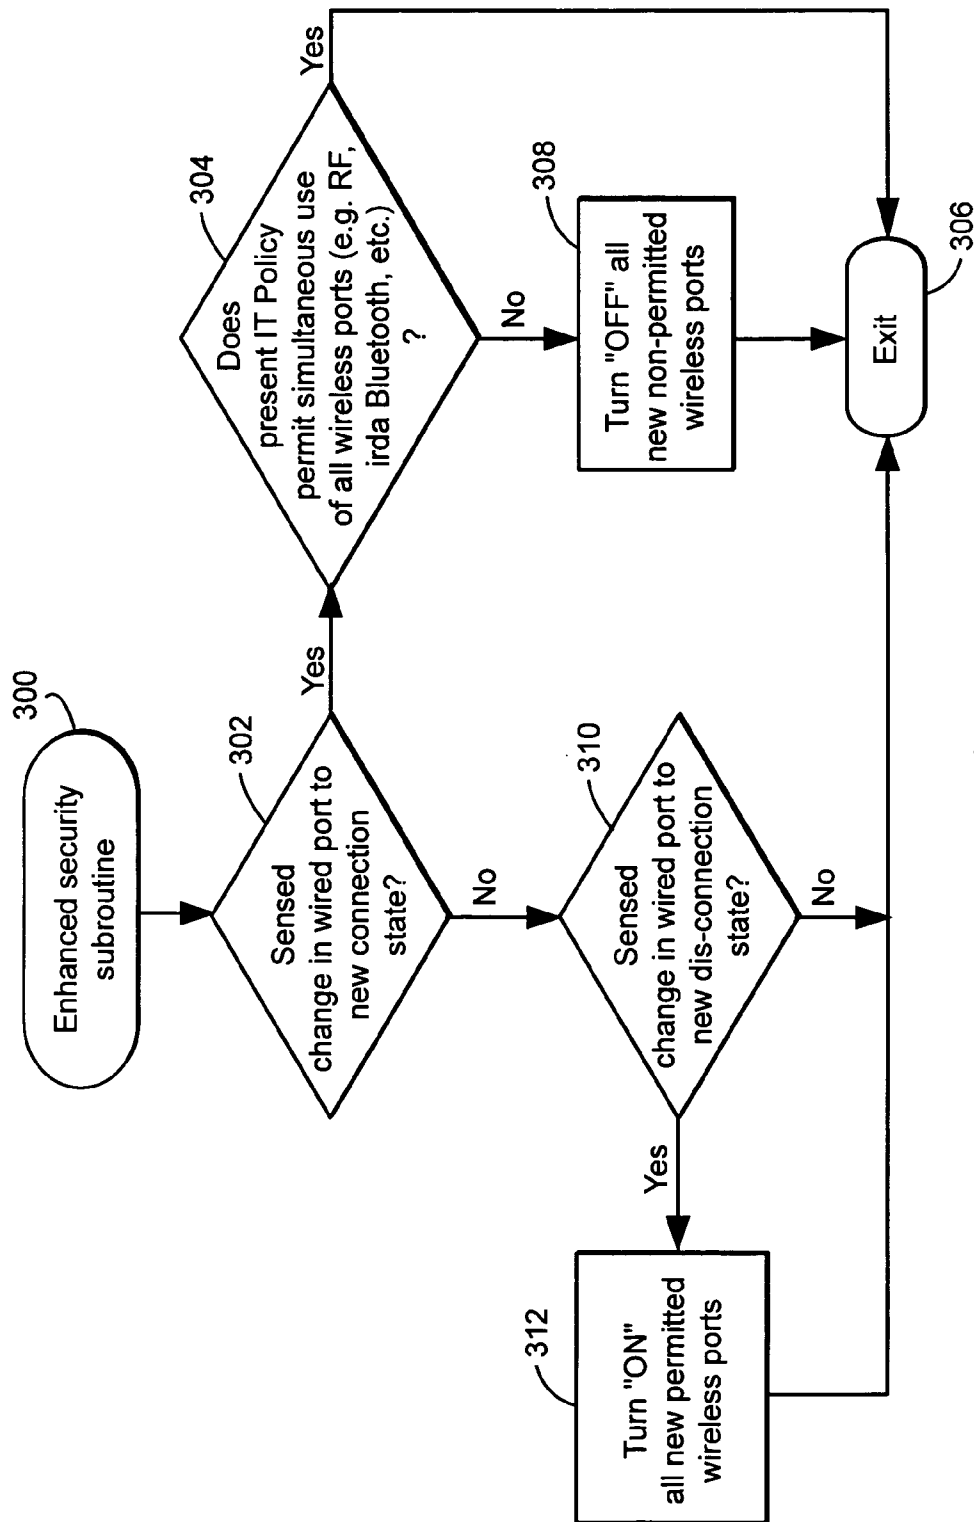 300
Enhanced security
subroutine
302
Sensed
change in wired port to
new connection
state?
Yes
No
304
Does
present IT Policy
permit simultaneous use
of all wireless ports (e.g. RF,
irda Bluetooth, etc.)
?
Yes
No
308
Turn "OFF" all
new non-permitted
wireless ports
310
Sensed
change in wired port to
new dis-connection
state?
Yes
No
312
Turn "ON"
all new permitted
wireless ports
Exit
306